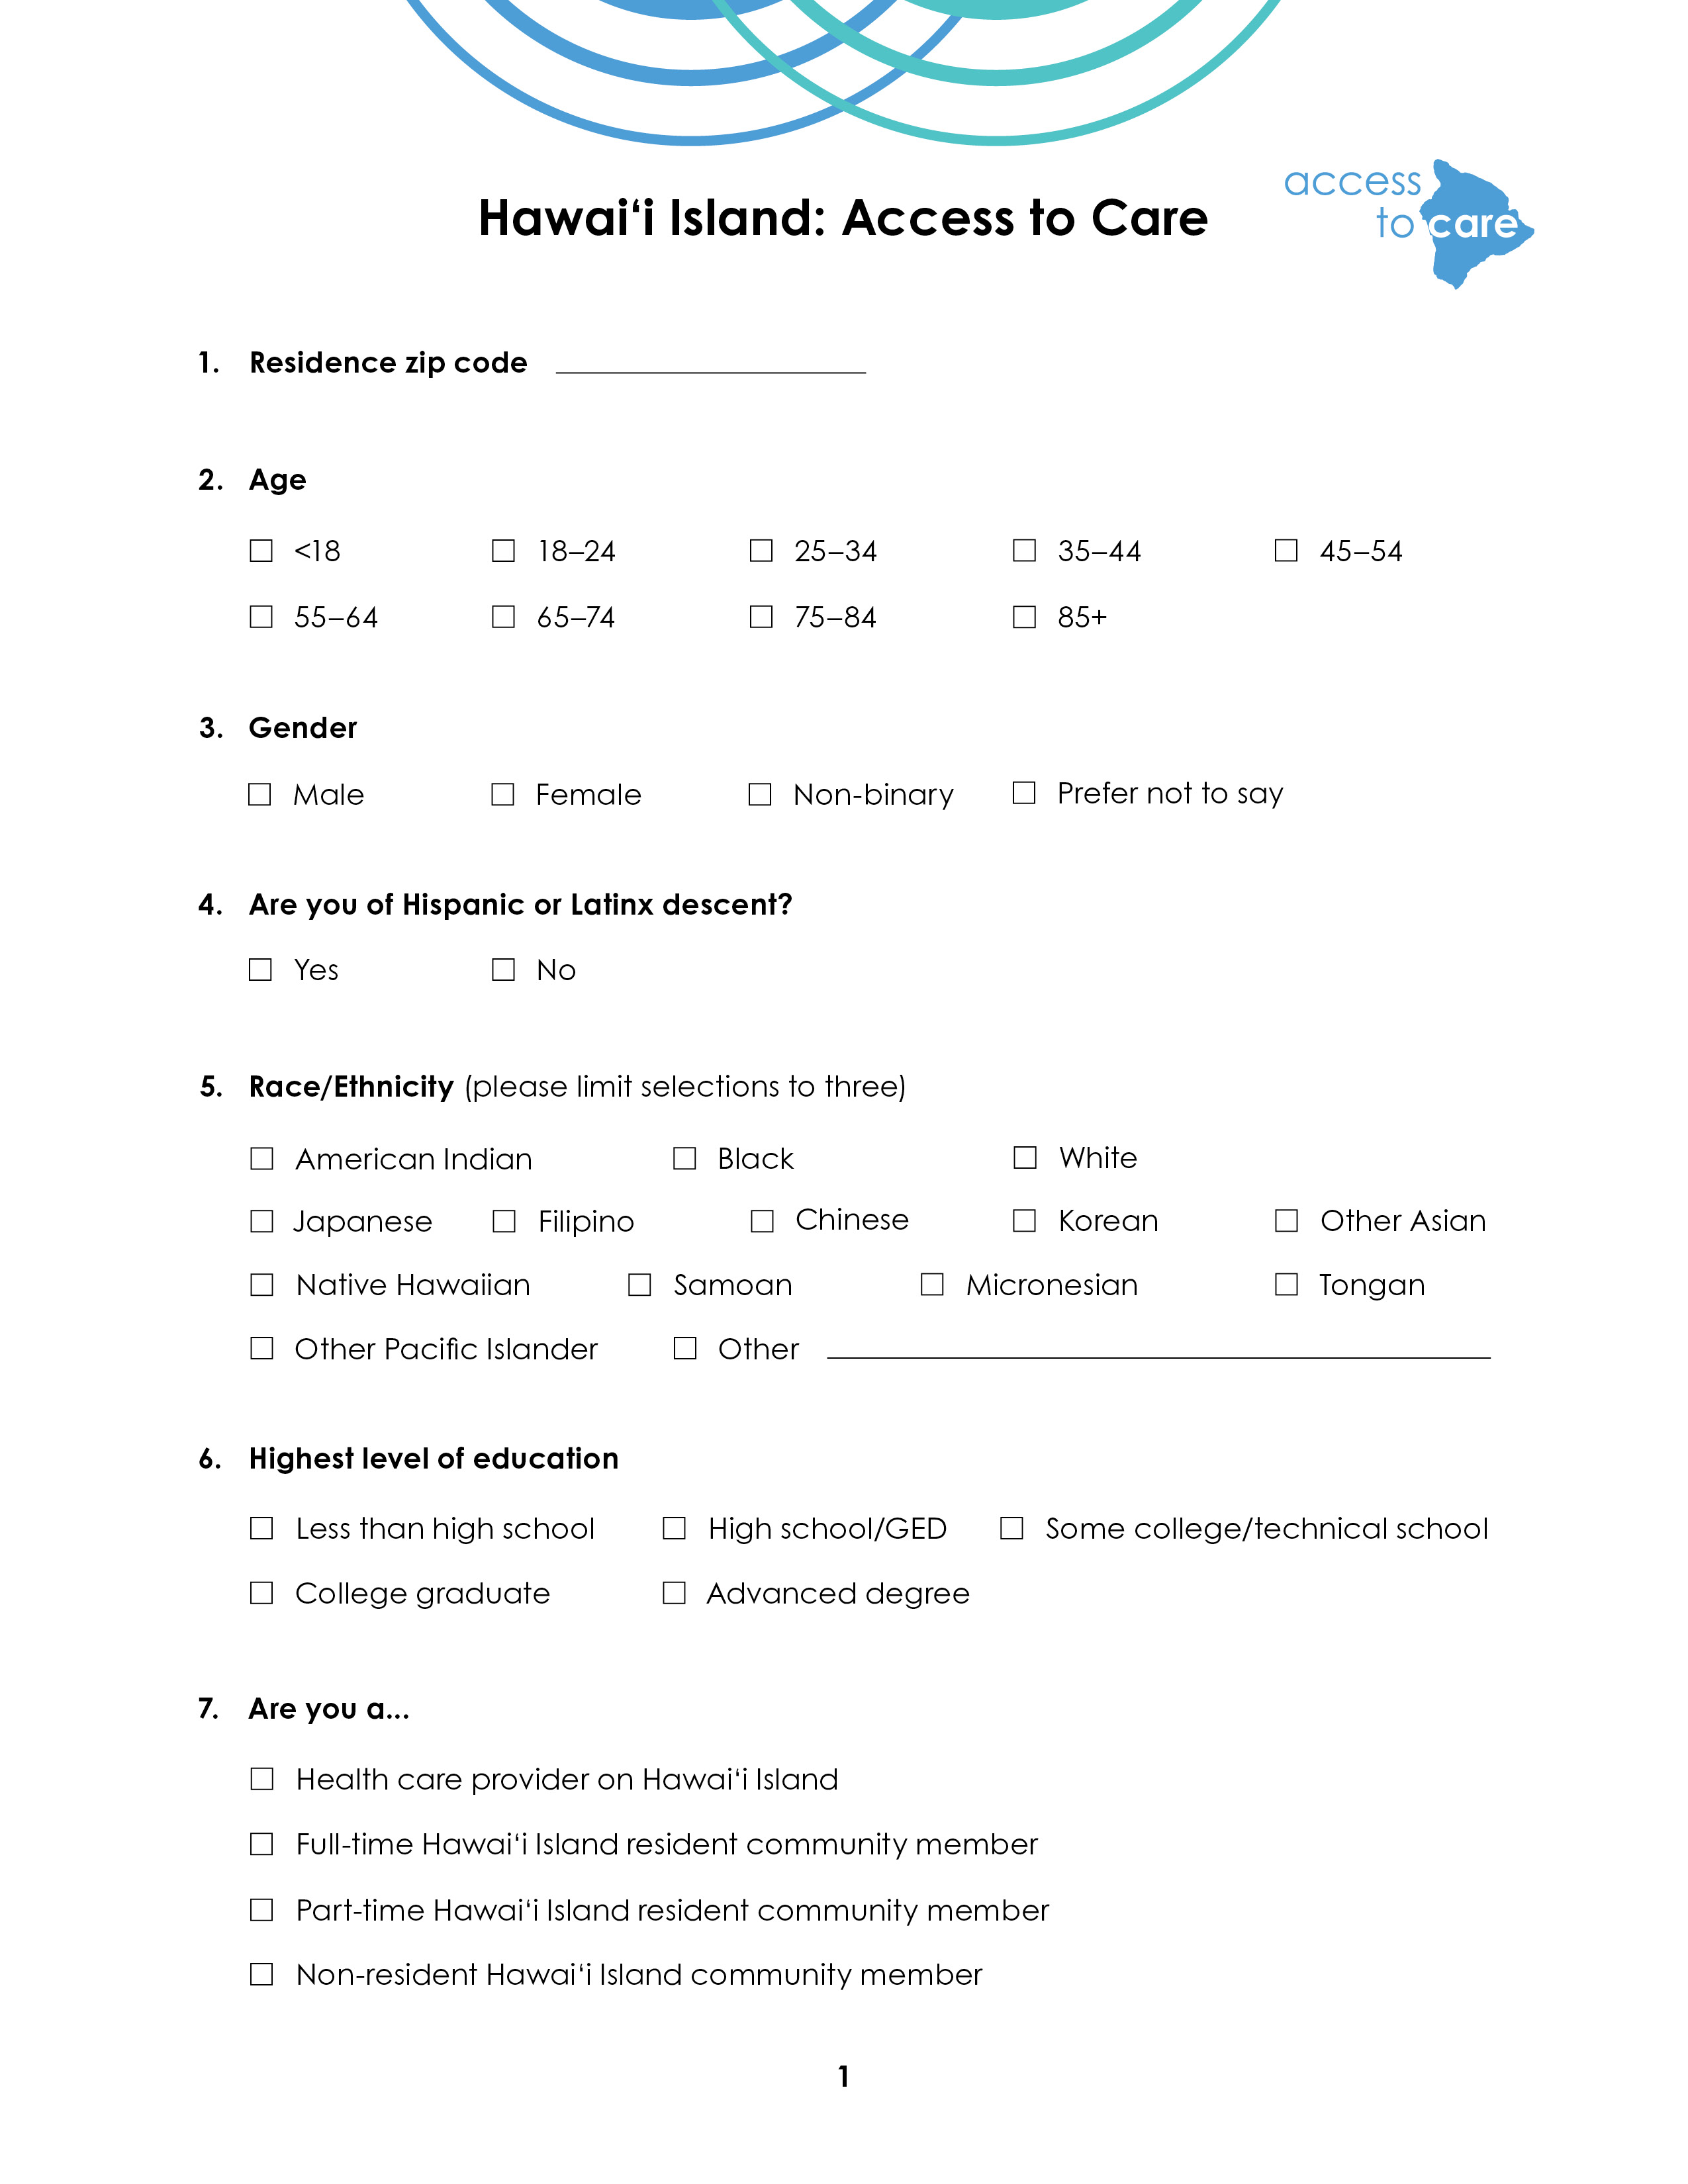 access
to care
Hawaiʻi Island: Access to Care
1. Residence zip code
2. Age
<18 18–24 25–34 35–44 45–54
55–64 65–74 75–84 85+
3. Gender
Male Female Non-binary Prefer not to say
4. Are you of Hispanic or Latinx descent?
Yes No
5. Race/Ethnicity (please limit selections to three)
American Indian Black White
Japanese Filipino Chinese Korean Other Asian
Native Hawaiian Samoan Micronesian Tongan
Other Pacific Islander Other
6. Highest level of education
Less than high school High school/GED Some college/technical school
College graduate Advanced degree
7. Are you a...
Health care provider on Hawaiʻi Island
Full-time Hawaiʻi Island resident community member
Part-time Hawaiʻi Island resident community member
Non-resident Hawaiʻi Island community member
1